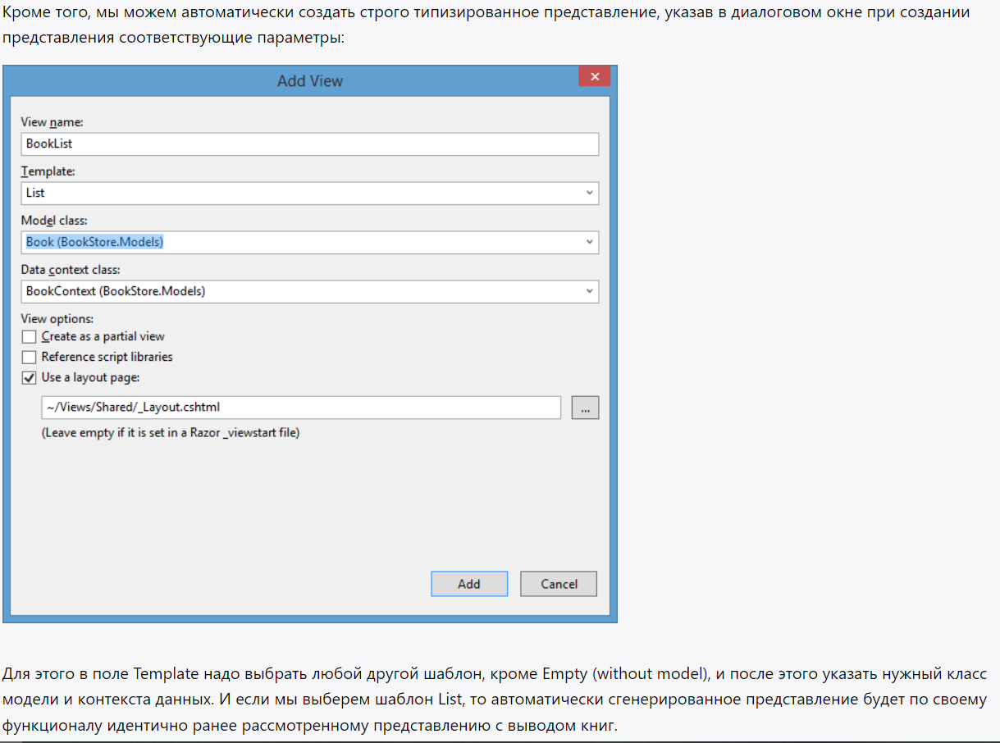 Кроме того, мы можем автоматически создать строго типизированное представление, указав в диалоговом окне при создании
представления соответствующие параметры:
Add View
View name:
BookList
Template:
List
Model class:
Book (BookStore.Models)
Data context class:
BookContext (BookStore.Models)
View options:
Create as a partial view
Reference script libraries
Use a layout page:
~/Views/Shared/_Layout.cshtml
...
(Leave empty if it is set in a Razor _viewstart file)
Add
Cancel
Для этого в поле Template надо выбрать любой другой шаблон, кроме Empty (without model), и после этого указать нужный класс
модели и контекста данных. И если мы выберем шаблон List, то автоматически сгенерированное представление будет по своему
функционалу идентично ранее рассмотренному представлению с выводом книг.